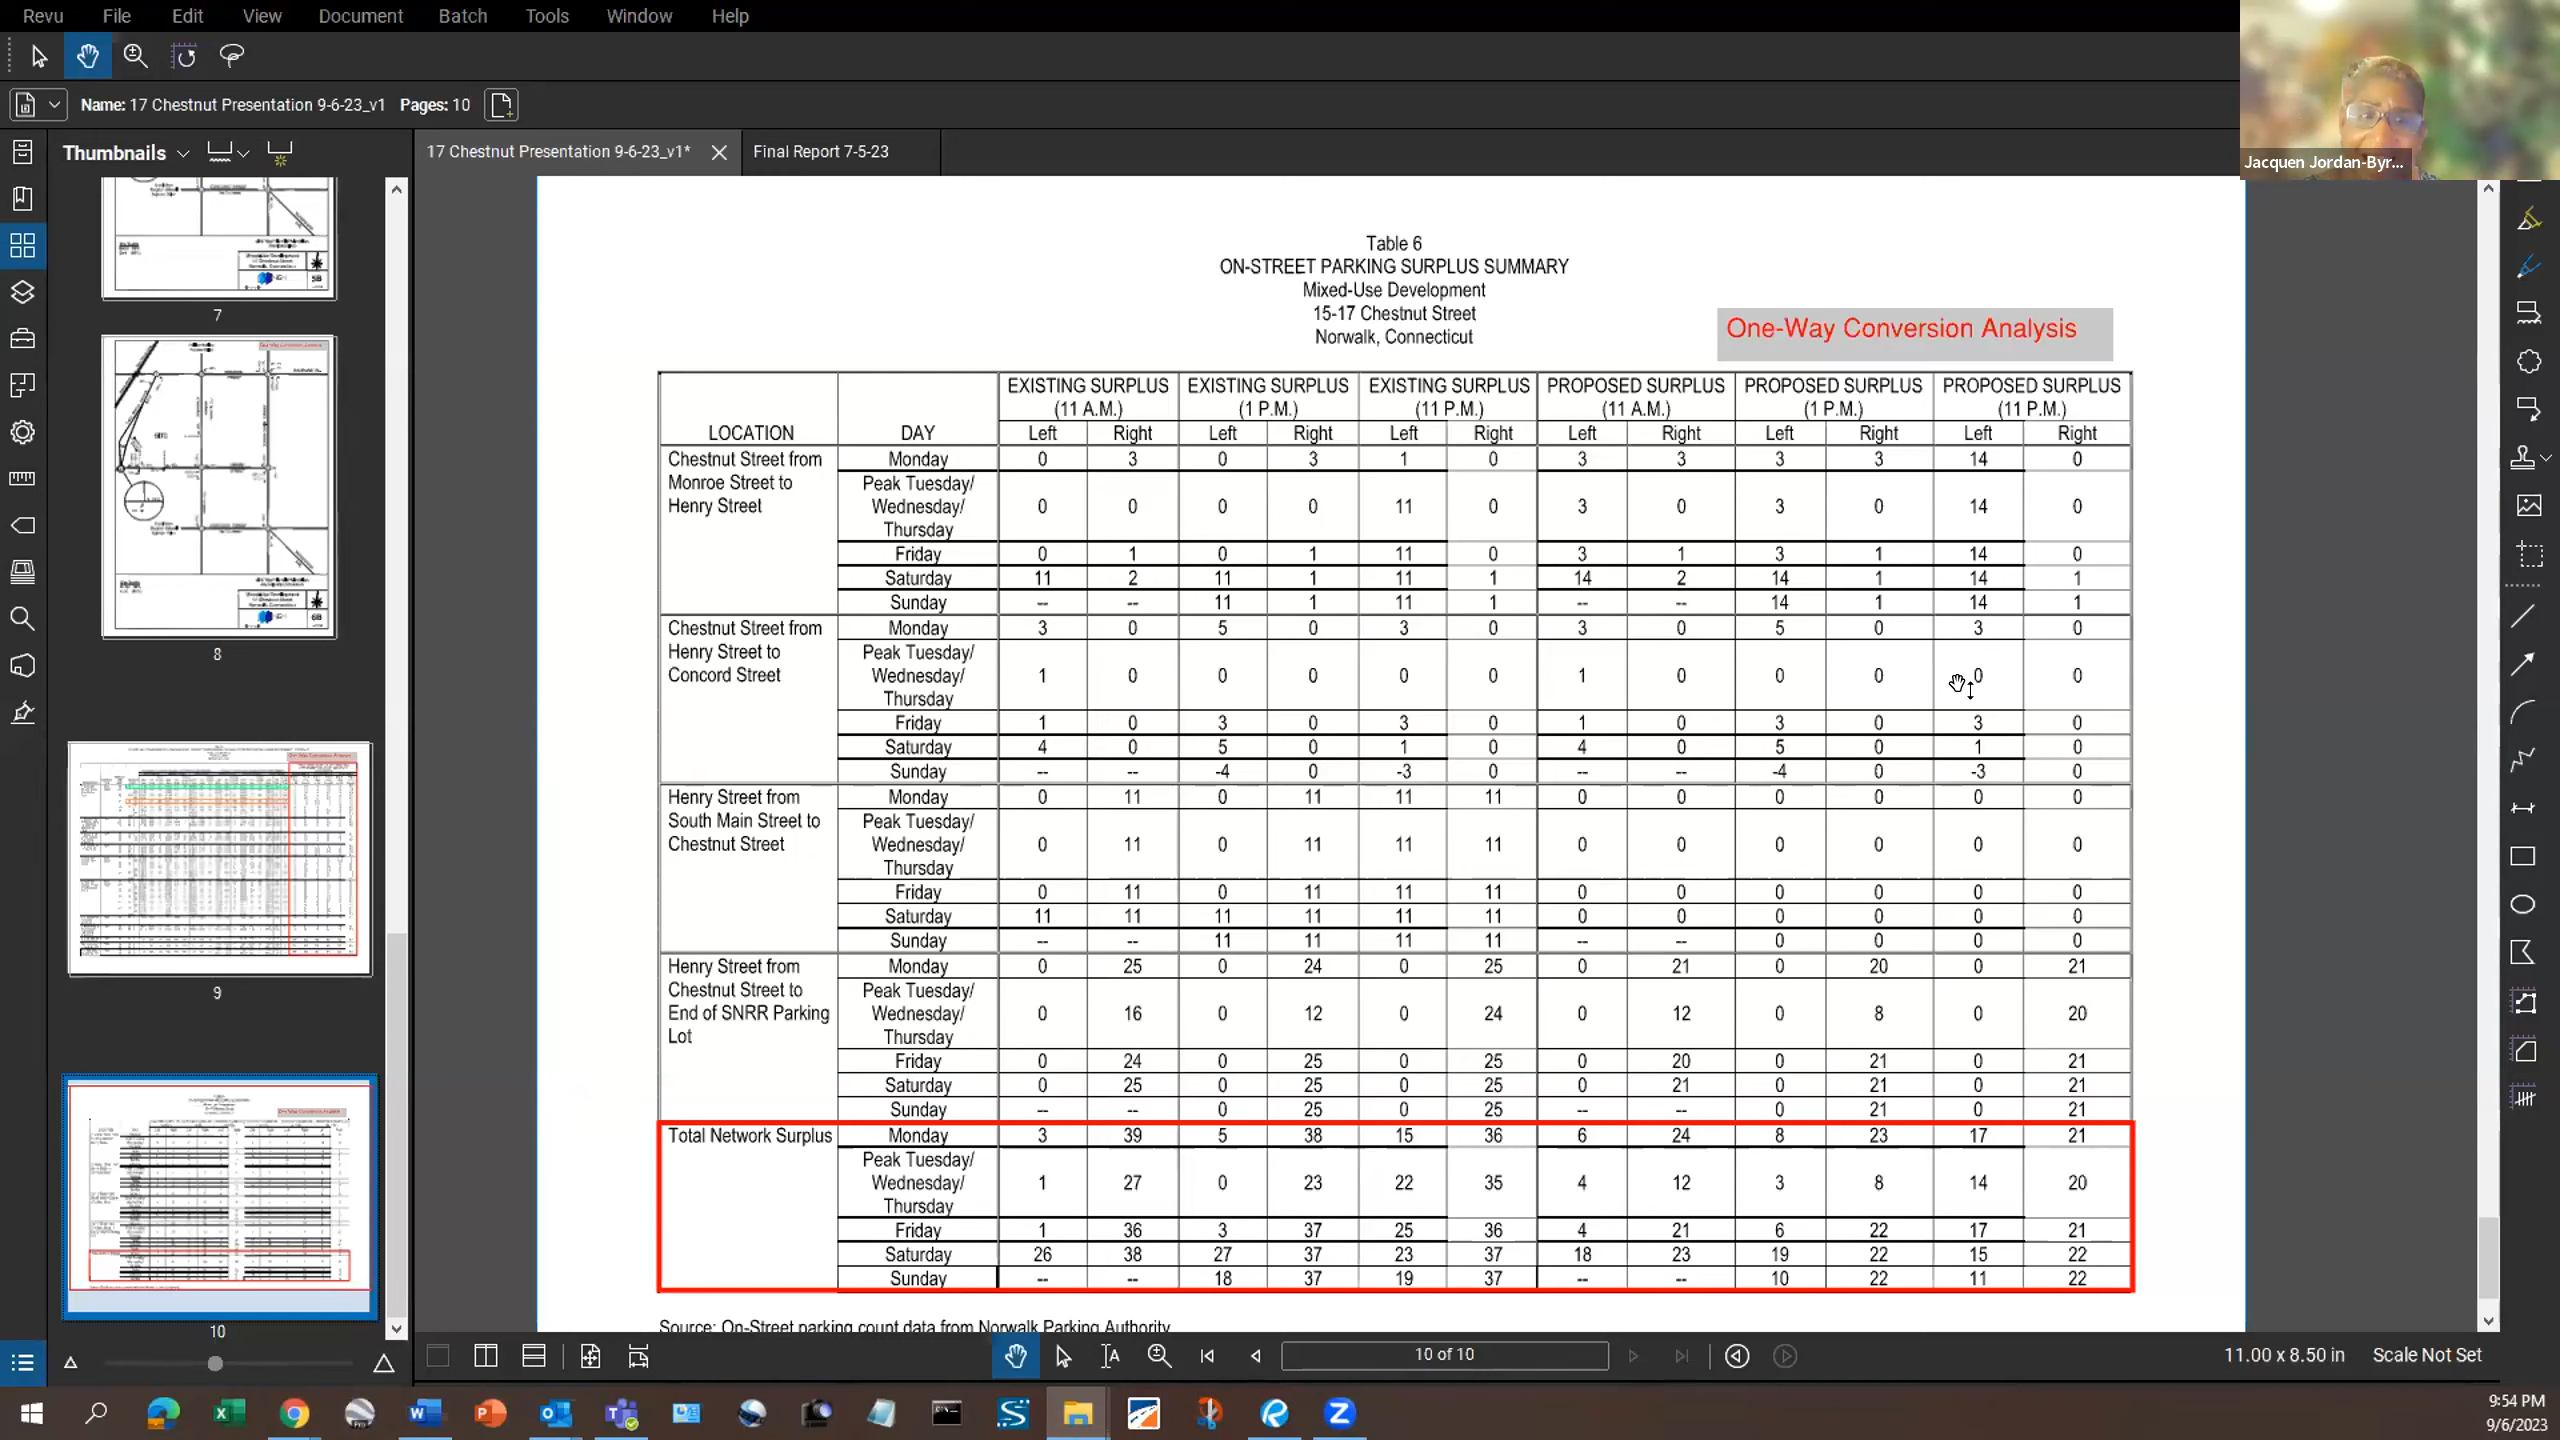 Revu File Edit View Document Batch Tools Window Help
Name: 17 Chestnut Presentation 9-6-23_v1 Pages: 10
Thumbnails
17 Chestnut Presentation 9-6-23_v1*
Final Report 7-5-23
Jacquen Jordan-Byr...
7
8
9
10
Table 6
ON-STREET PARKING SURPLUS SUMMARY
Mixed-Use Development
15-17 Chestnut Street
Norwalk, Connecticut
One-Way Conversion Analysis
EXISTING SURPLUS EXISTING SURPLUS EXISTING SURPLUS PROPOSED SURPLUS PROPOSED SURPLUS PROPOSED SURPLUS
(11 A.M.) (1 P.M.) (11 P.M.) (11 A.M.) (1 P.M.) (11 P.M.)
LOCATION DAY Left Right Left Right Left Right Left Right Left Right Left Right
Chestnut Street from Monday 0 3 0 3 1 0 3 3 3 3 14 0
Monroe Street to Peak Tuesday/
Henry Street Wednesday/ 0 0 0 0 11 0 3 0 3 0 14 0
Thursday
Friday 0 1 0 1 11 0 3 1 3 1 14 0
Saturday 11 2 11 1 11 1 14 2 14 1 14 1
Sunday -- -- 11 1 11 1 -- -- 14 1 14 1
Chestnut Street from Monday 3 0 5 0 3 0 3 0 5 0 3 0
Henry Street to Peak Tuesday/
Concord Street Wednesday/ 1 0 0 0 0 0 1 0 0 0 0 0
Thursday
Friday 1 0 3 0 3 0 1 0 3 0 3 0
Saturday 4 0 5 0 1 0 4 0 5 0 1 0
Sunday -- -- -4 0 -3 0 -- -- -4 0 -3 0
Henry Street from Monday 0 11 0 11 11 11 0 0 0 0 0 0
South Main Street to Peak Tuesday/
Chestnut Street Wednesday/ 0 11 0 11 11 11 0 0 0 0 0 0
Thursday
Friday 0 11 0 11 11 11 0 0 0 0 0 0
Saturday 11 11 11 11 11 11 0 0 0 0 0 0
Sunday -- -- 11 11 11 11 -- -- 0 0 0 0
Henry Street from Monday 0 25 0 24 0 25 0 21 0 20 0 21
Chestnut Street to Peak Tuesday/
End of SNRR Parking Wednesday/ 0 16 0 12 0 24 0 12 0 8 0 20
Lot Thursday
Friday 0 24 0 25 0 25 0 20 0 21 0 21
Saturday 0 25 0 25 0 25 0 21 0 21 0 21
Sunday -- -- 0 25 0 25 -- -- 0 21 0 21
Total Network Surplus Monday 3 39 5 38 15 36 6 24 8 23 17 21
Peak Tuesday/
Wednesday/ 1 27 0 23 22 35 4 12 3 8 14 20
Thursday
Friday 1 36 3 37 25 36 4 21 6 22 17 21
Saturday 26 38 27 37 23 37 18 23 19 22 15 22
Sunday -- -- 18 37 19 37 -- -- 10 22 11 22
Source: On-Street parking count data from Norwalk Parking Authority
10 of 10
11.00 x 8.50 in Scale Not Set
9:54 PM
9/6/2023